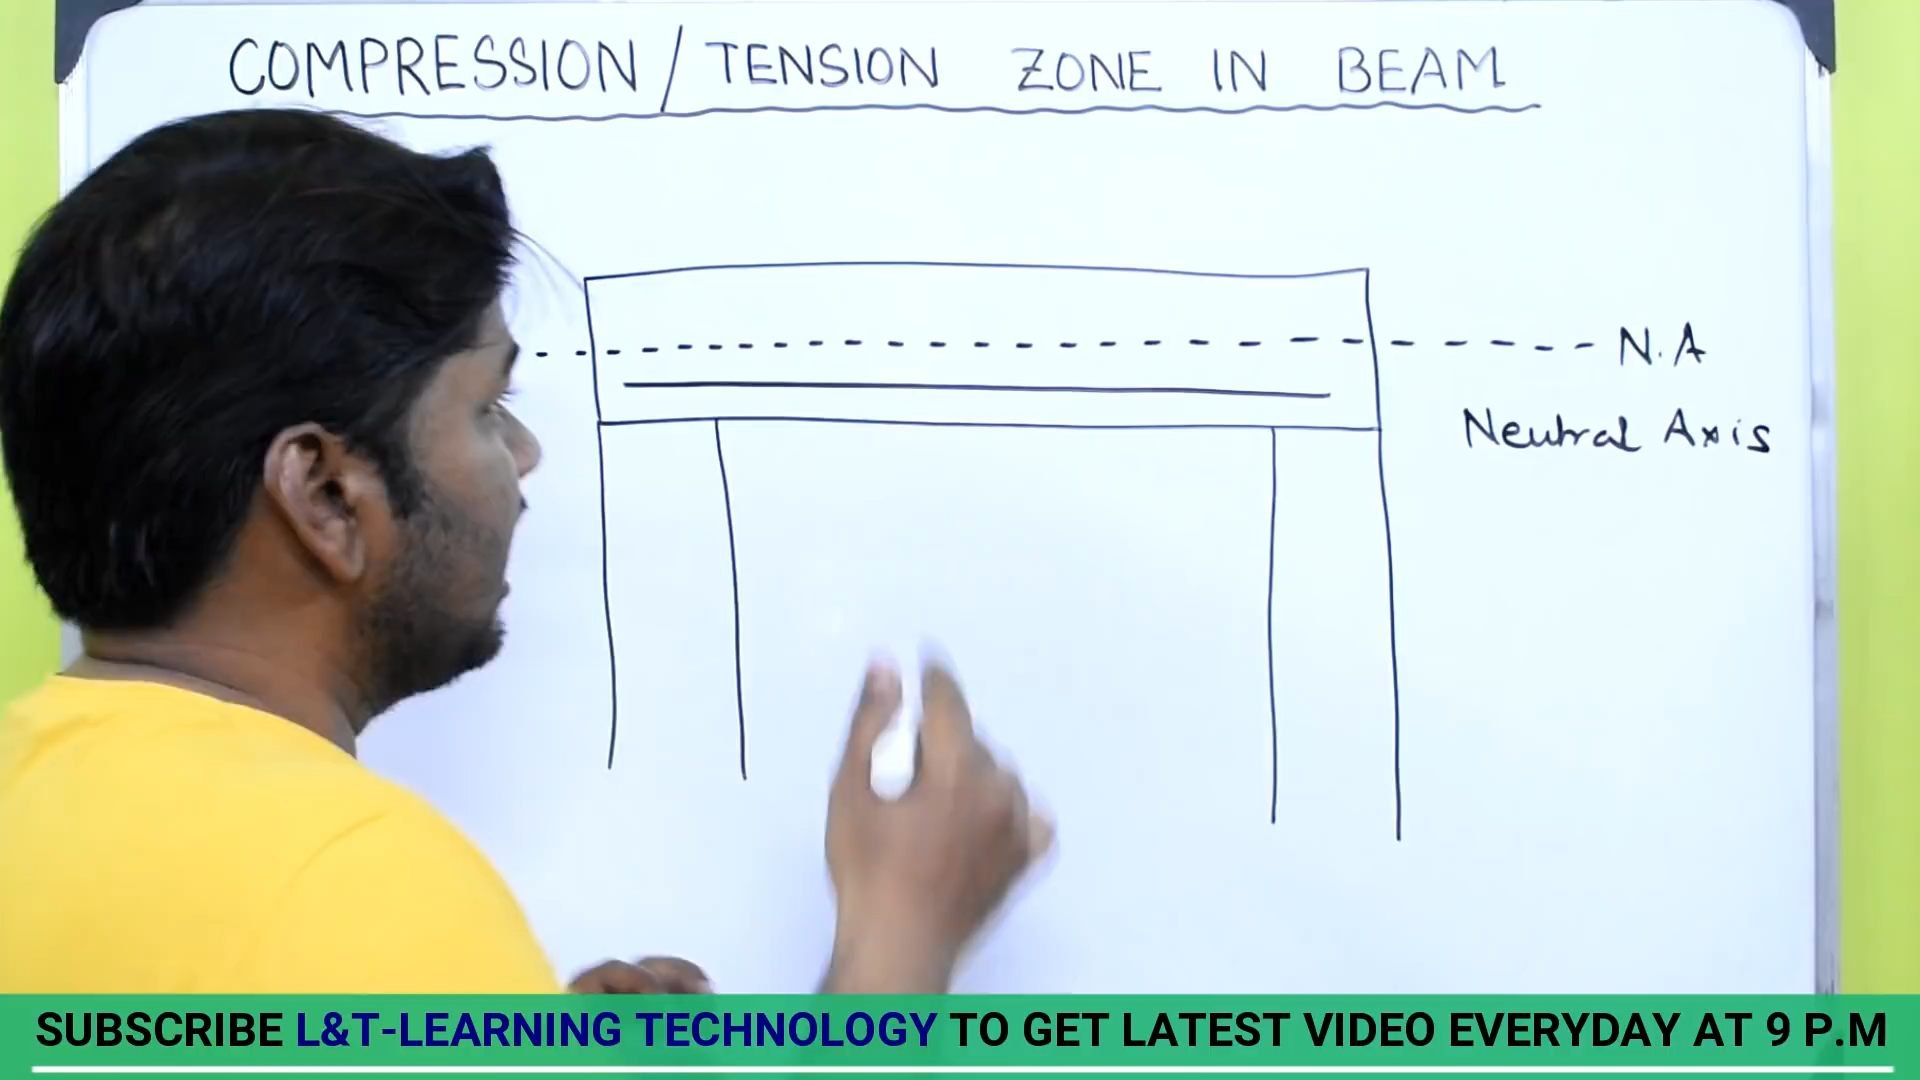 COMPRESSION / TENSION ZONE IN BEAM
N.A
Neutral Axis
SUBSCRIBE L&T-LEARNING TECHNOLOGY TO GET LATEST VIDEO EVERYDAY AT 9 P.M